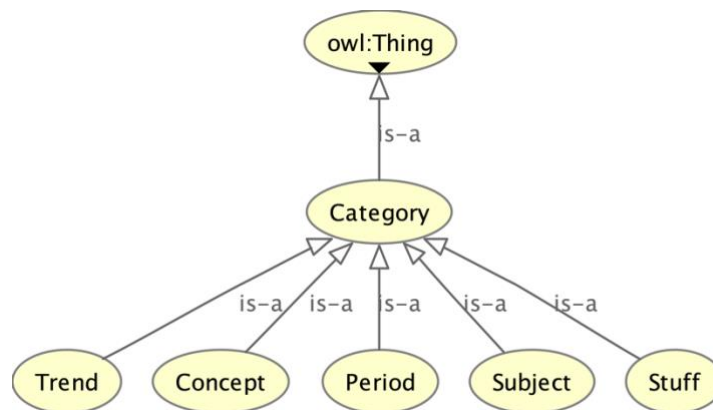 owl:Thing
is-a
Category
is-a is-a is-a is-a is-a
Trend Concept Period Subject Stuff